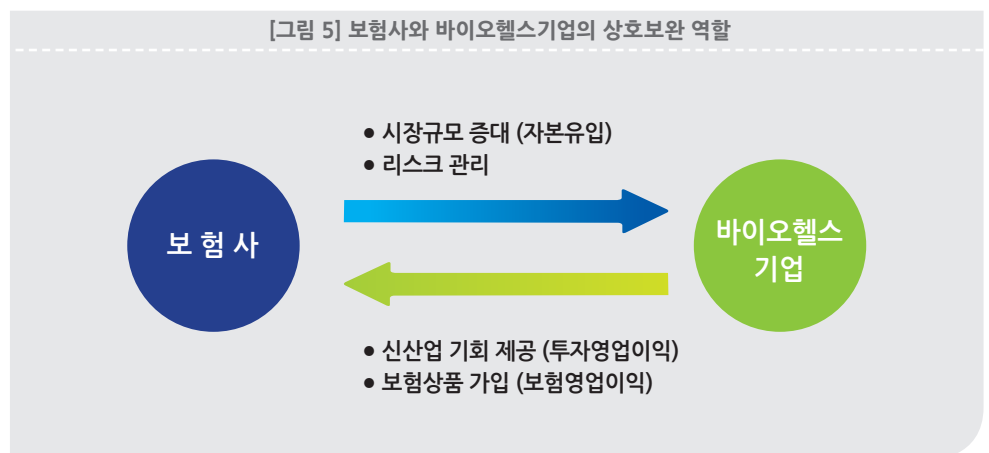 [그림 5] 보험사와 바이오헬스기업의 상호보완 역할
● 시장규모 증대 (자본유입)
● 리스크 관리
보 험 사
바이오헬스
기업
● 신산업 기회 제공 (투자영업이익)
● 보험상품 가입 (보험영업이익)